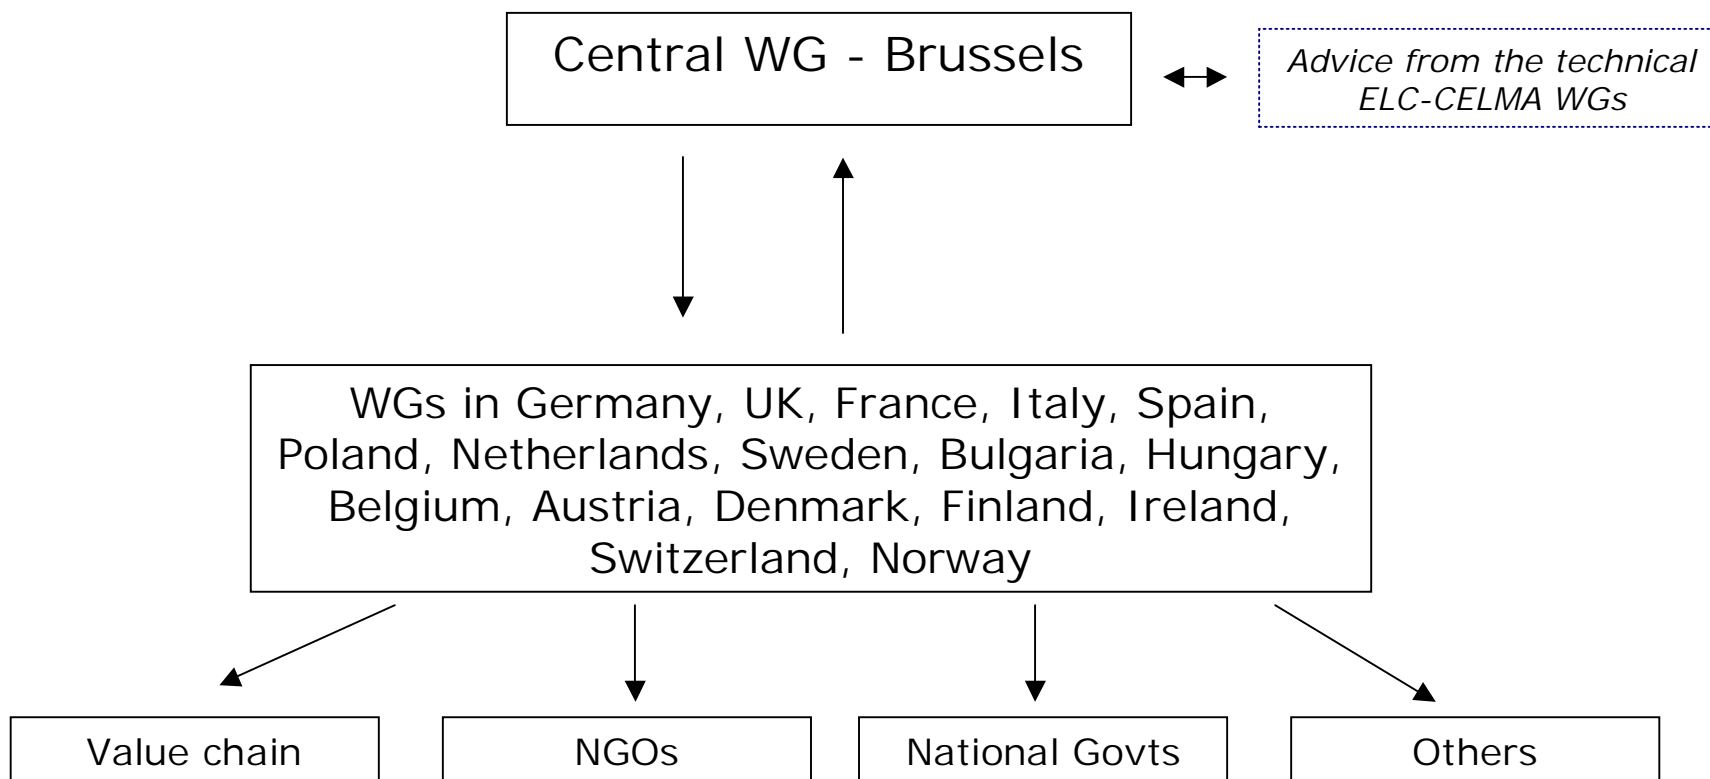 Central WG - Brussels
Advice from the technical
ELC-CELMA WGs
WGs in Germany, UK, France, Italy, Spain,
Poland, Netherlands, Sweden, Bulgaria, Hungary,
Belgium, Austria, Denmark, Finland, Ireland,
Switzerland, Norway
Value chain
NGOs
National Govts
Others